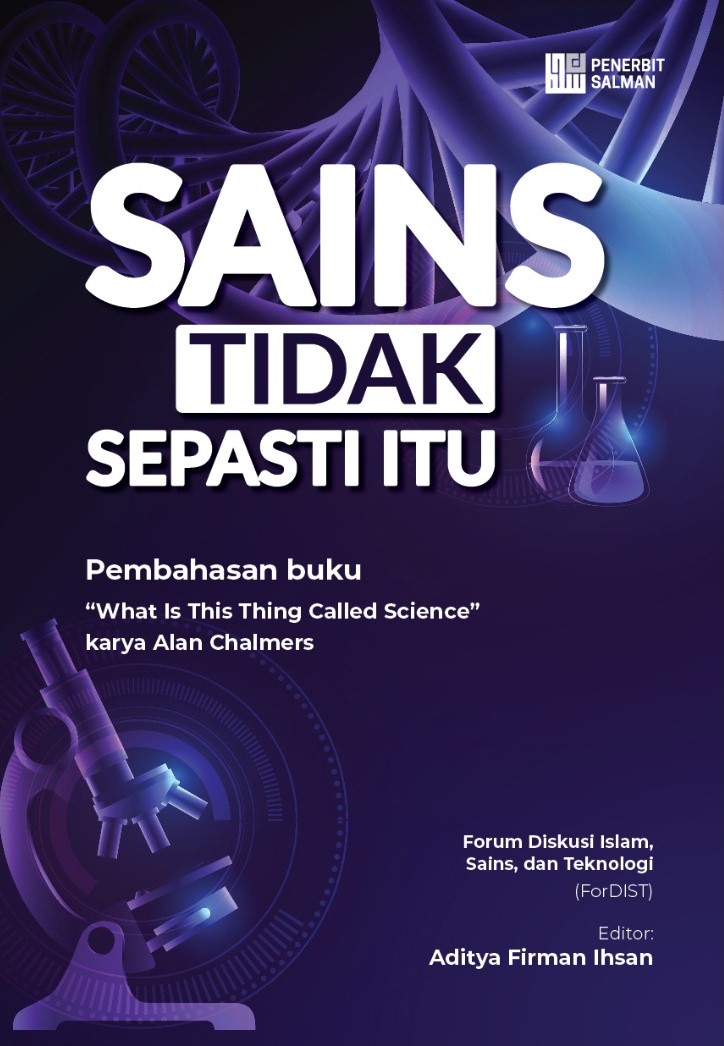 PENERBIT
SALMAN
SAINS
TIDAK
SEPASTI ITU
Pembahasan buku
“What Is This Thing Called Science”
karya Alan Chalmers
Forum Diskusi Islam,
Sains, dan Teknologi
(ForDIST)
Editor:
Aditya Firman Ihsan